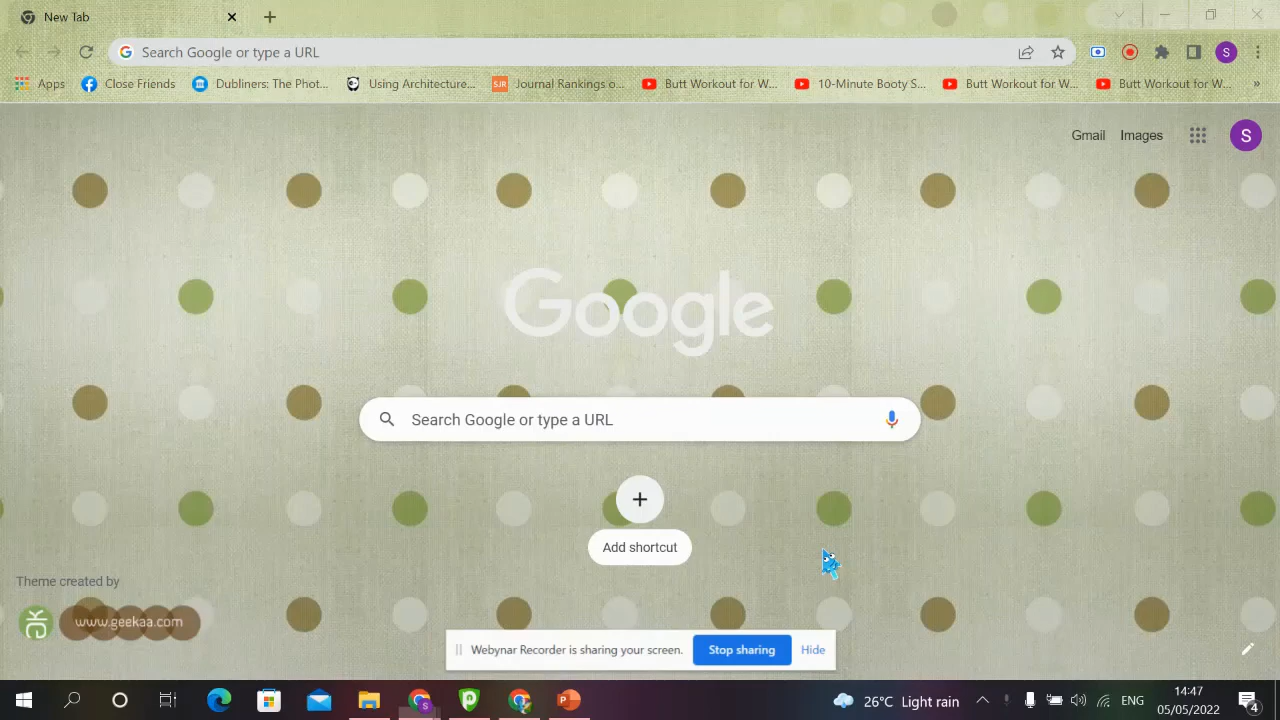 New Tab
Search Google or type a URL
S
Apps
Close Friends
Dubliners: The Phot...
Using Architecture...
SJR Journal Rankings o...
Butt Workout for W...
10-Minute Booty S...
Butt Workout for W...
Butt Workout for W...
»
Gmail Images S
Google
Search Google or type a URL
Add shortcut
Theme created by
www.geekaa.com
Webynar Recorder is sharing your screen. Stop sharing Hide
26°C Light rain
ENG
14:47
05/05/2022
4